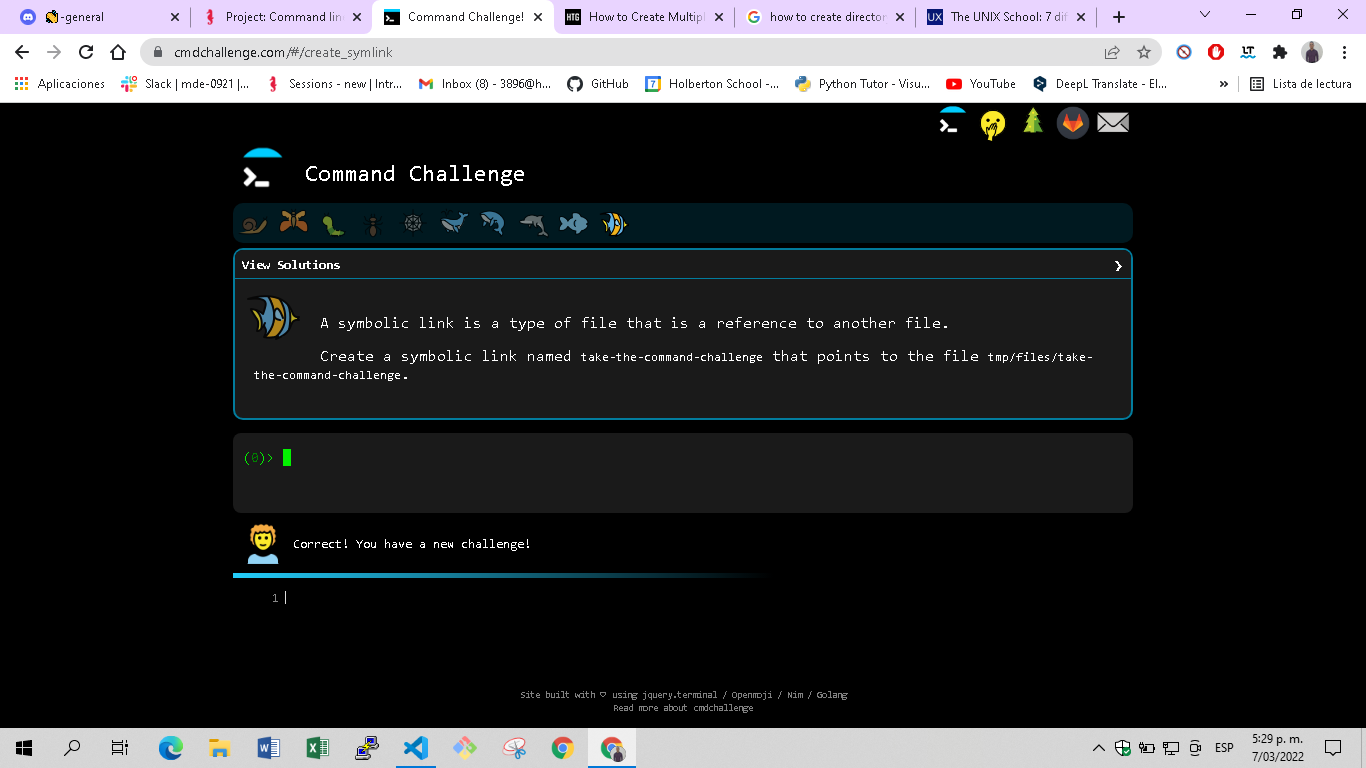 -general
Project: Command lin
Command Challenge!
How to Create Multipl
how to create director
The UNIX School: 7 dif
cmdchallenge.com/#/create_symlink
Aplicaciones
Slack | mde-0921 |...
Sessions - new | Intr...
Inbox (8) - 3896@h...
GitHub
Holberton School -...
Python Tutor - Visu...
YouTube
DeepL Translate - El...
»
Lista de lectura
Command Challenge
View Solutions
A symbolic link is a type of file that is a reference to another file.
Create a symbolic link named take-the-command-challenge that points to the file tmp/files/take-
the-command-challenge.
(0)>
Correct! You have a new challenge!
1
Site built with ♡ using jquery.terminal / Openmoji / Nim / Golang
Read more about cmdchallenge
ESP
5:29 p. m.
7/03/2022